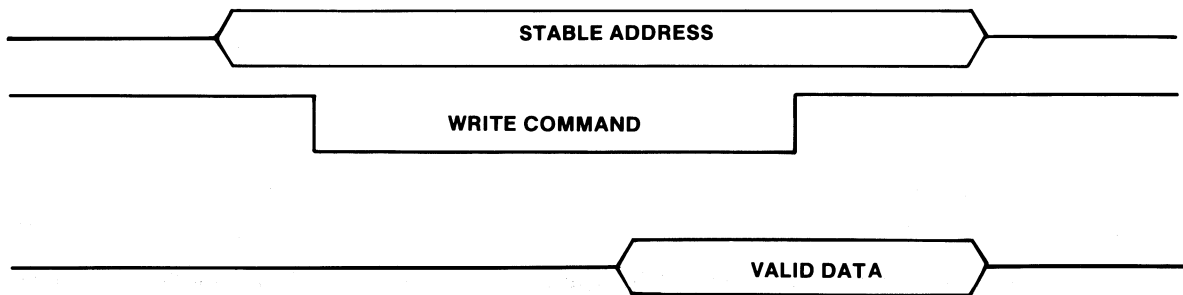 STABLE ADDRESS
WRITE COMMAND
VALID DATA